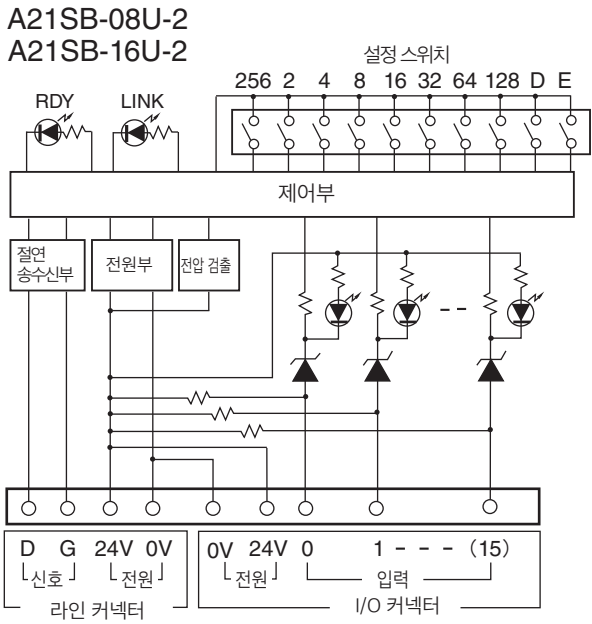 A21SB-08U-2
A21SB-16U-2
설정 스위치
256 2 4 8 16 32 64 128 D E
RDY LINK
제어부
절연
송수신부
전원부
전압 검출
D G 24V 0V 0V 24V 0 1 - - - (15)
신호 전원 전원 입력
라인 커넥터 I/O 커넥터